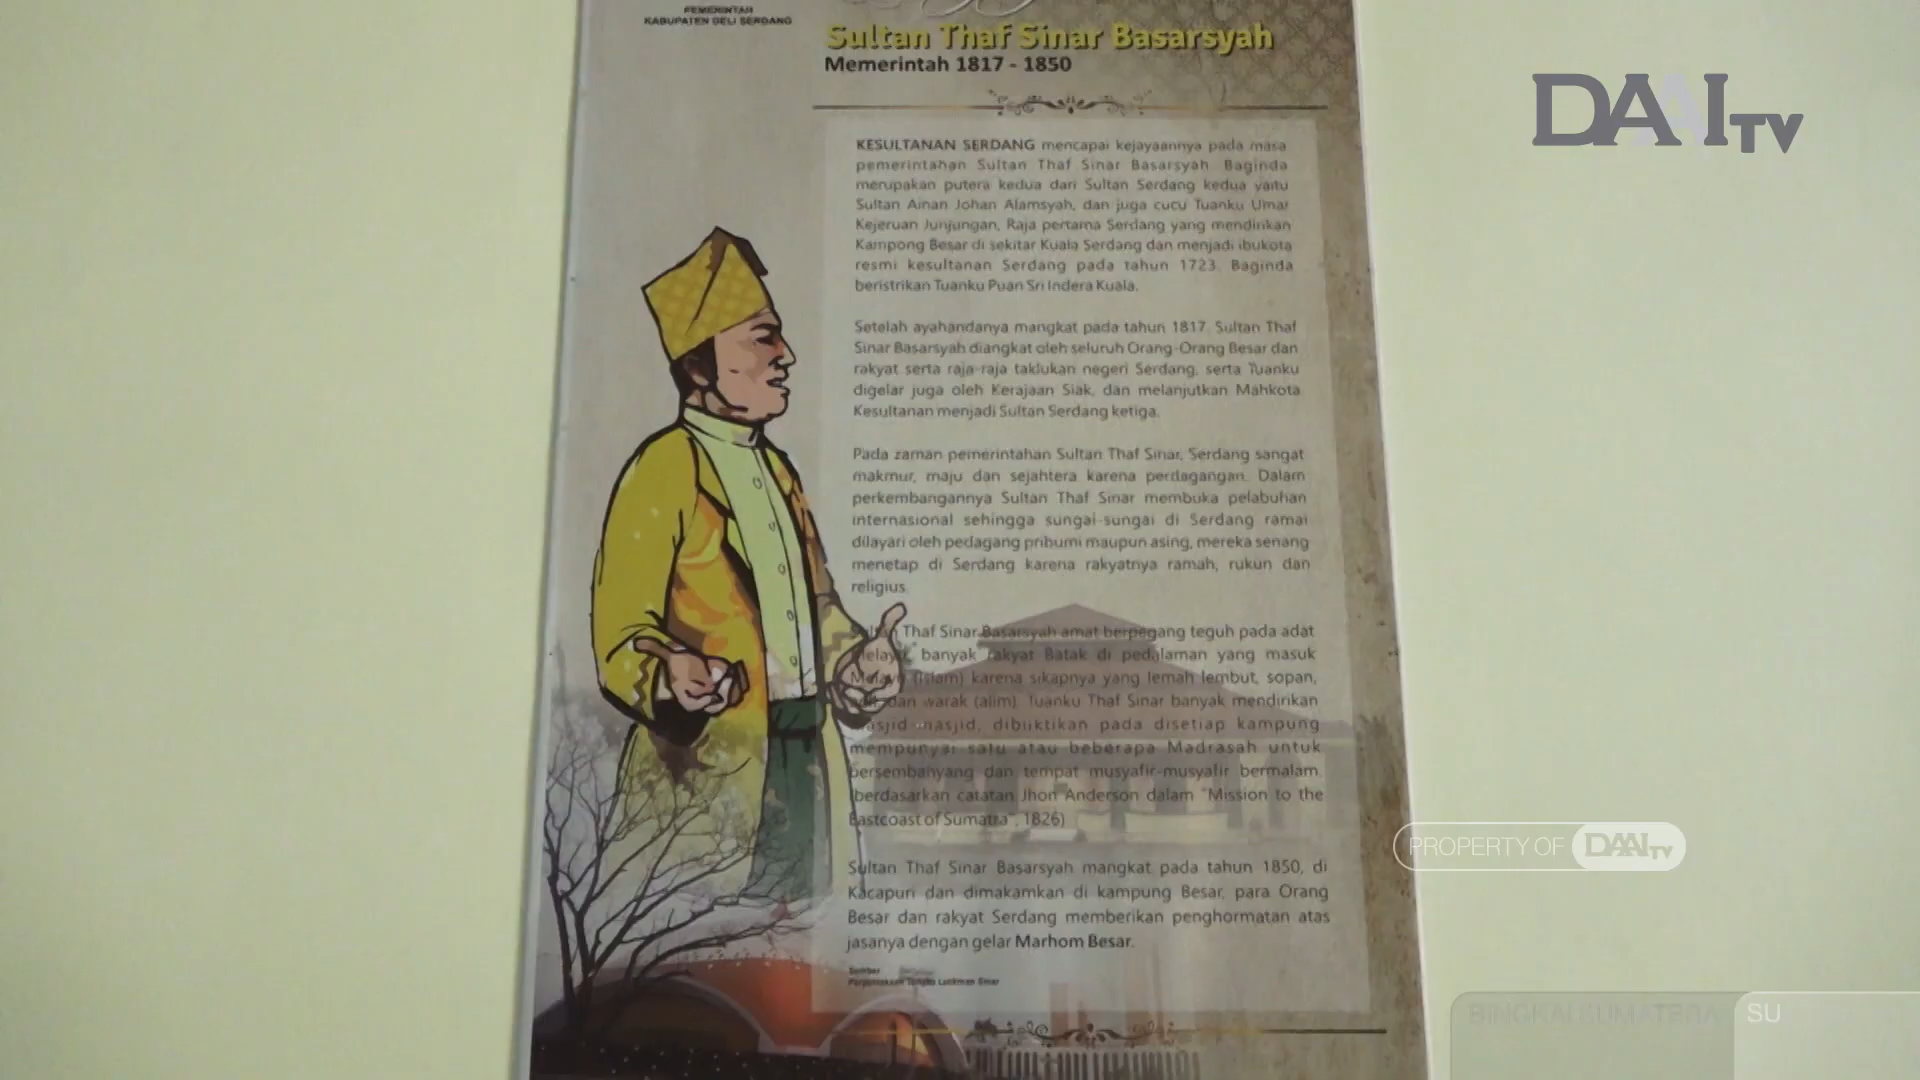 PEMERINTAH
KABUPATEN DELI SERDANG
Sultan Thaf Sinar Basarsyah
Memerintah 1817 - 1850
DAAI TV
KESULTANAN SERDANG mencapai kejayaannya pada masa
pemerintahan Sultan Thaf Sinar Basarsyah. Baginda
merupakan putera kedua dari Sultan Serdang kedua yaitu
Sultan Ainan Johan Alamsyah, dan juga cucu Tuanku Umar
Kejeruan Junjungan, Raja pertama Serdang yang mendirikan
Kampong Besar di sekitar Kuala Serdang dan menjadi ibukota
resmi kesultanan Serdang pada tahun 1723. Baginda
beristrikan Tuanku Puan Sri Indera Kuala.
Setelah ayahandanya mangkat pada tahun 1817, Sultan Thaf
Sinar Basarsyah diangkat oleh seluruh Orang-Orang Besar dan
rakyat serta raja-raja taklukan negeri Serdang, serta Tuanku
digelar juga oleh Kerajaan Siak, dan melanjutkan Mahkota
Kesultanan menjadi Sultan Serdang ketiga.
Pada zaman pemerintahan Sultan Thaf Sinar, Serdang sangat
makmur, maju dan sejahtera karena perdagangan. Dalam
perkembangannya Sultan Thaf Sinar membuka pelabuhan
internasional sehingga sungai-sungai di Serdang ramai
dilayari oleh pedagang pribumi maupun asing, mereka senang
menetap di Serdang karena rakyatnya ramah, rukun dan
religius.
Sultan Thaf Sinar Basarsyah amat berpegang teguh pada adat
Melayu, banyak rakyat Batak di pedalaman yang masuk
Melayu (Islam) karena sikapnya yang lemah lembut, sopan,
adil dan warak (alim). Tuanku Thaf Sinar banyak mendirikan
masjid-masjid, dibuktikan pada disetiap kampung
mempunyai satu atau beberapa Madrasah untuk
bersembanyang dan tempat musyafir-musyafir bermalam.
(berdasarkan catatan Jhon Anderson dalam "Mission to the
Eastcoast of Sumatra", 1826)
PROPERTY OF DAAI TV
Sultan Thaf Sinar Basarsyah mangkat pada tahun 1850, di
Kacapuri dan dimakamkan di kampung Besar, para Orang
Besar dan rakyat Serdang memberikan penghormatan atas
jasanya dengan gelar Marhom Besar.
Sumber
Perpustakaan Tengku Luckman Sinar
BINGKAI SUMATERA
SU